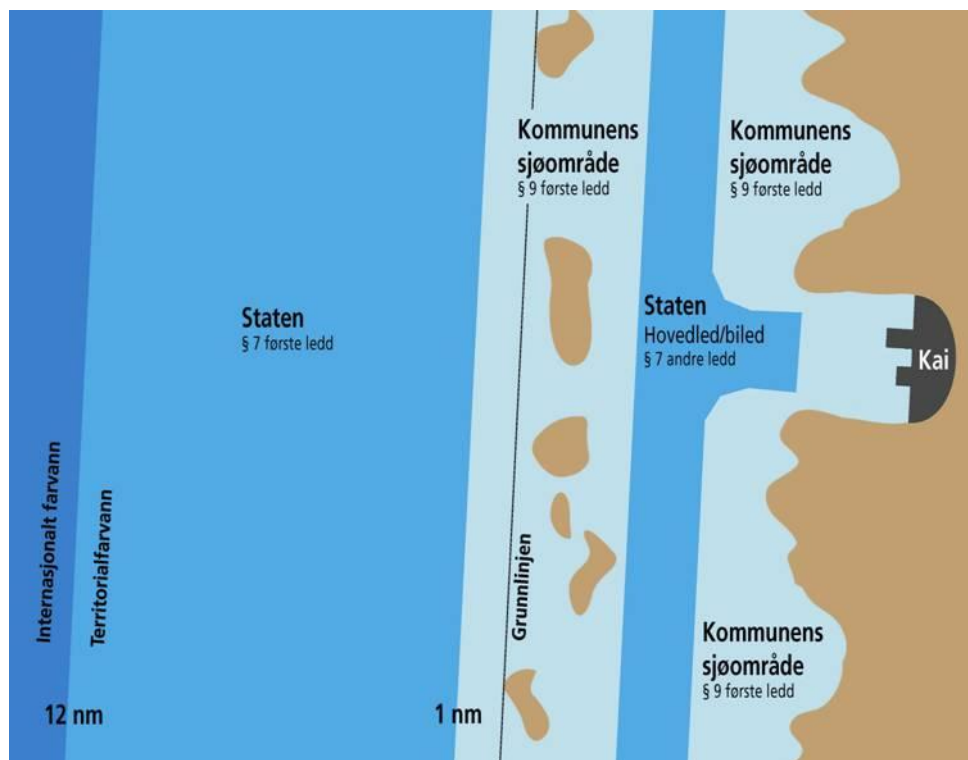 Kommunens
sjøområde
§ 9 første ledd
Kommunens
sjøområde
§ 9 første ledd
Staten
§ 7 første ledd
Staten
Hovedled/biled
§ 7 andre ledd
Kai
Internasjonalt farvann
Territorialfarvann
Grunnlinjen
Kommunens
sjøområde
§ 9 første ledd
12 nm
1 nm